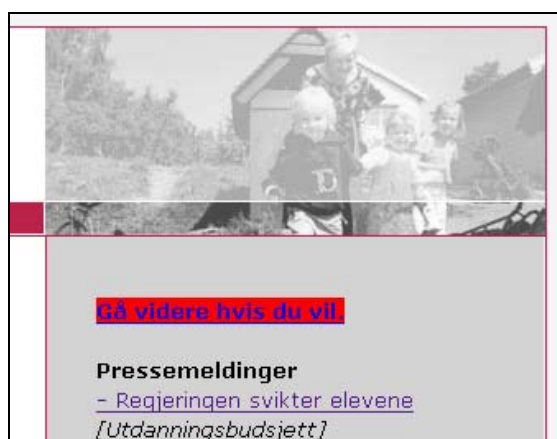 Gå videre hvis du vil.
Pressemeldinger
- Regjeringen svikter elevene
[Utdanningsbudsjett]